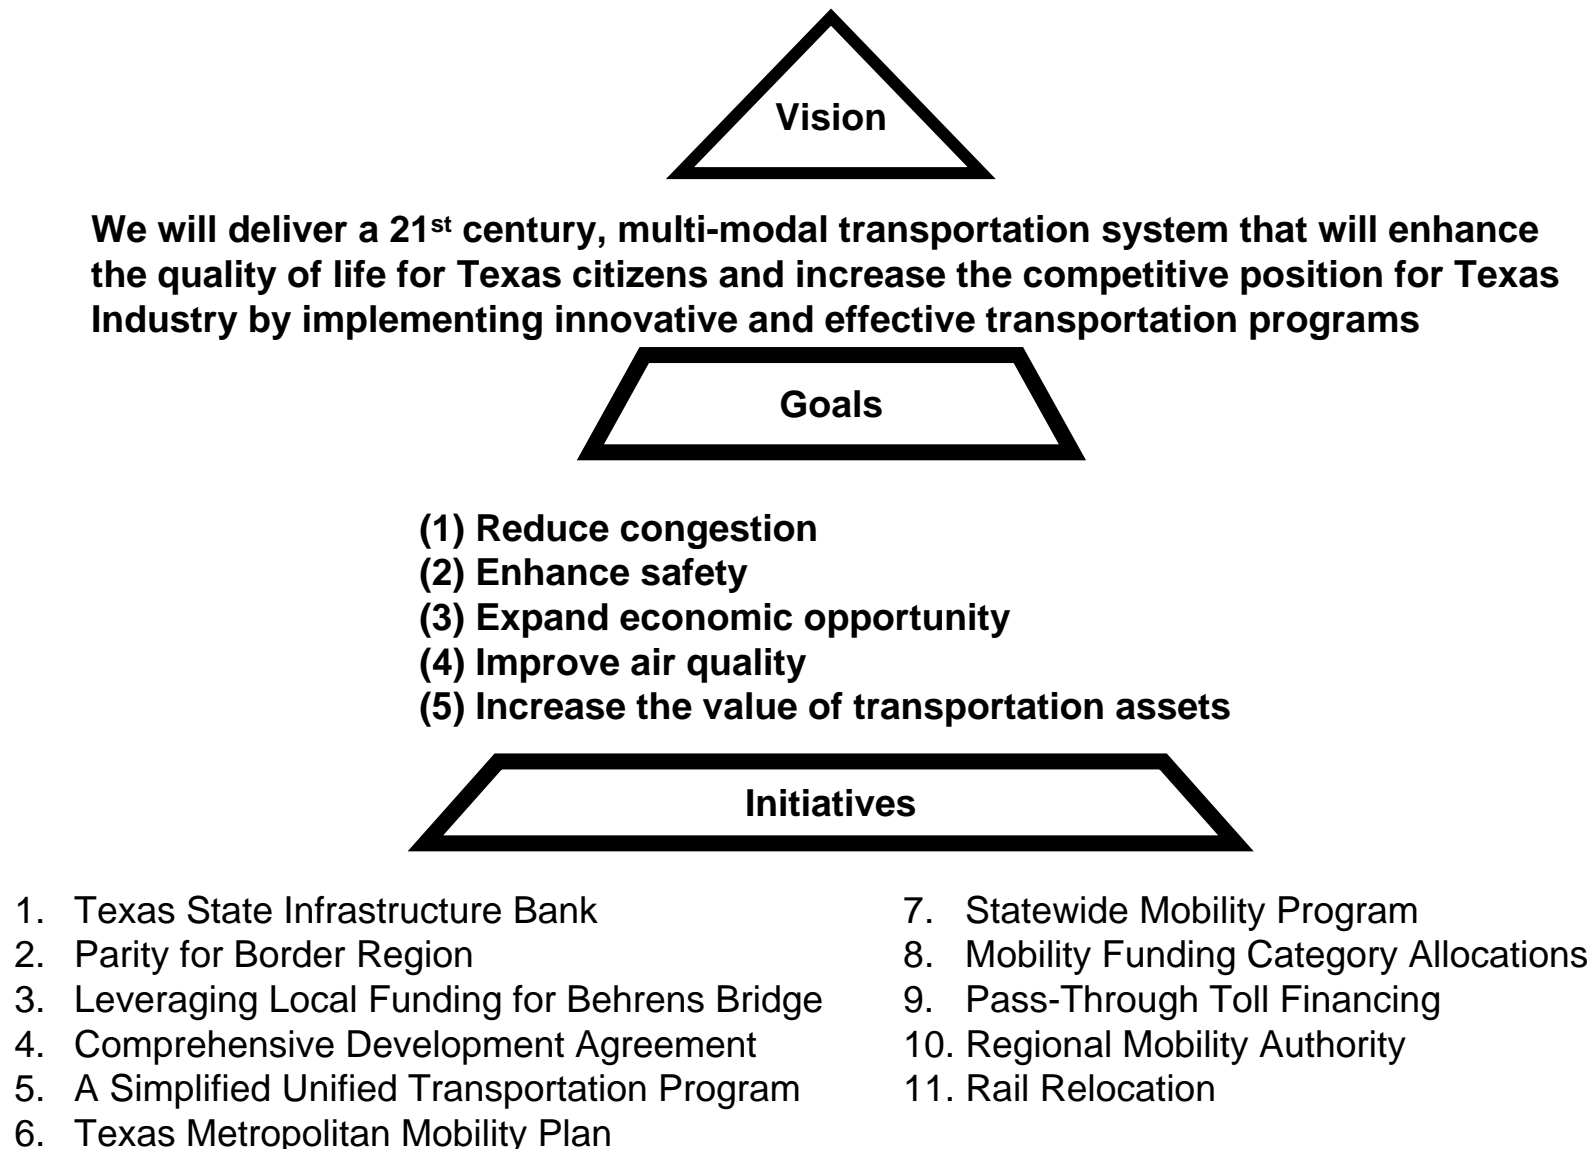 Vision
We will deliver a 21st century, multi-modal transportation system that will enhance
the quality of life for Texas citizens and increase the competitive position for Texas
Industry by implementing innovative and effective transportation programs
Goals
(1) Reduce congestion
(2) Enhance safety
(3) Expand economic opportunity
(4) Improve air quality
(5) Increase the value of transportation assets
Initiatives
1. Texas State Infrastructure Bank
2. Parity for Border Region
3. Leveraging Local Funding for Behrens Bridge
4. Comprehensive Development Agreement
5. A Simplified Unified Transportation Program
6. Texas Metropolitan Mobility Plan
7. Statewide Mobility Program
8. Mobility Funding Category Allocations
9. Pass-Through Toll Financing
10. Regional Mobility Authority
11. Rail Relocation